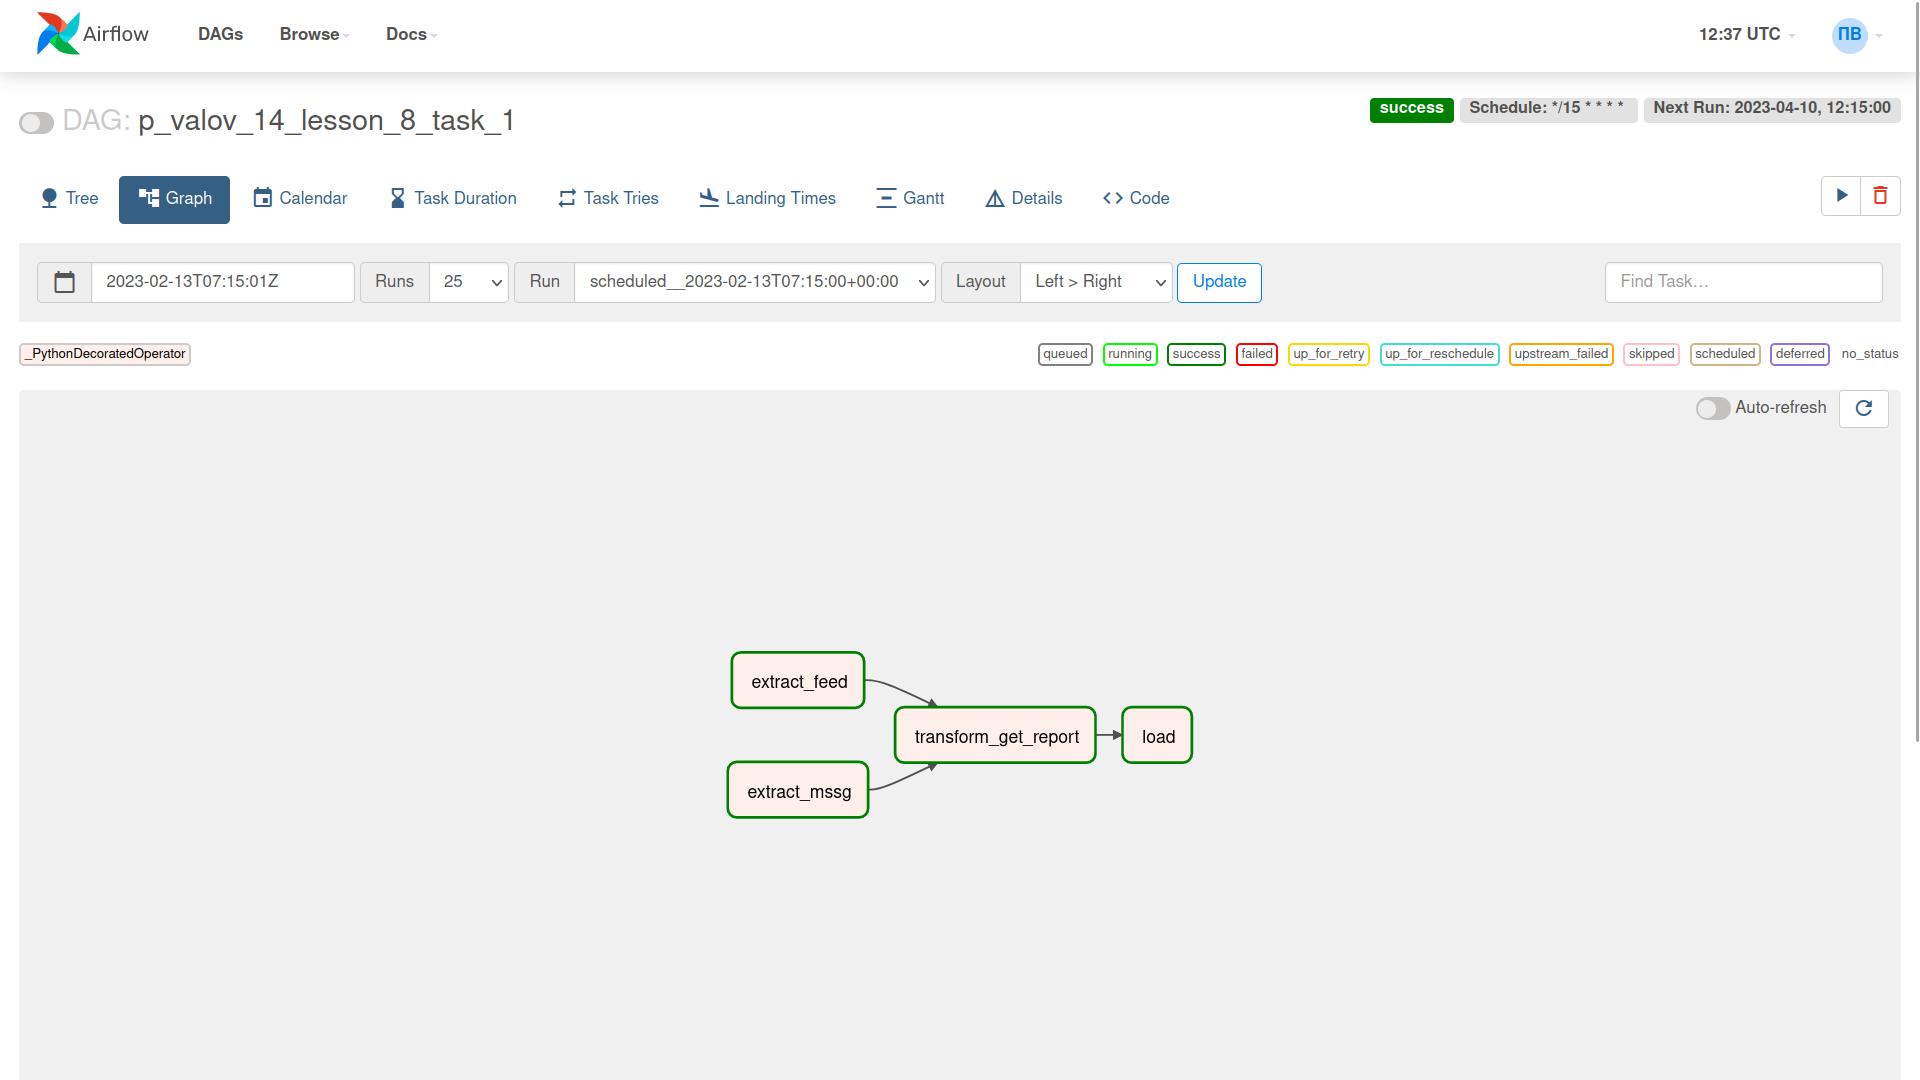 Airflow DAGs Browse Docs 12:37 UTC ПВ
DAG: p_valov_14_lesson_8_task_1 success Schedule: */15 * * * * Next Run: 2023-04-10, 12:15:00
Tree Graph Calendar Task Duration Task Tries Landing Times Gantt Details Code
2023-02-13T07:15:01Z Runs 25 Run scheduled__2023-02-13T07:15:00+00:00 Layout Left > Right Update Find Task…
_PythonDecoratedOperator queued running success failed up_for_retry up_for_reschedule upstream_failed skipped scheduled deferred no_status
Auto-refresh
extract_feed
transform_get_report load
extract_mssg